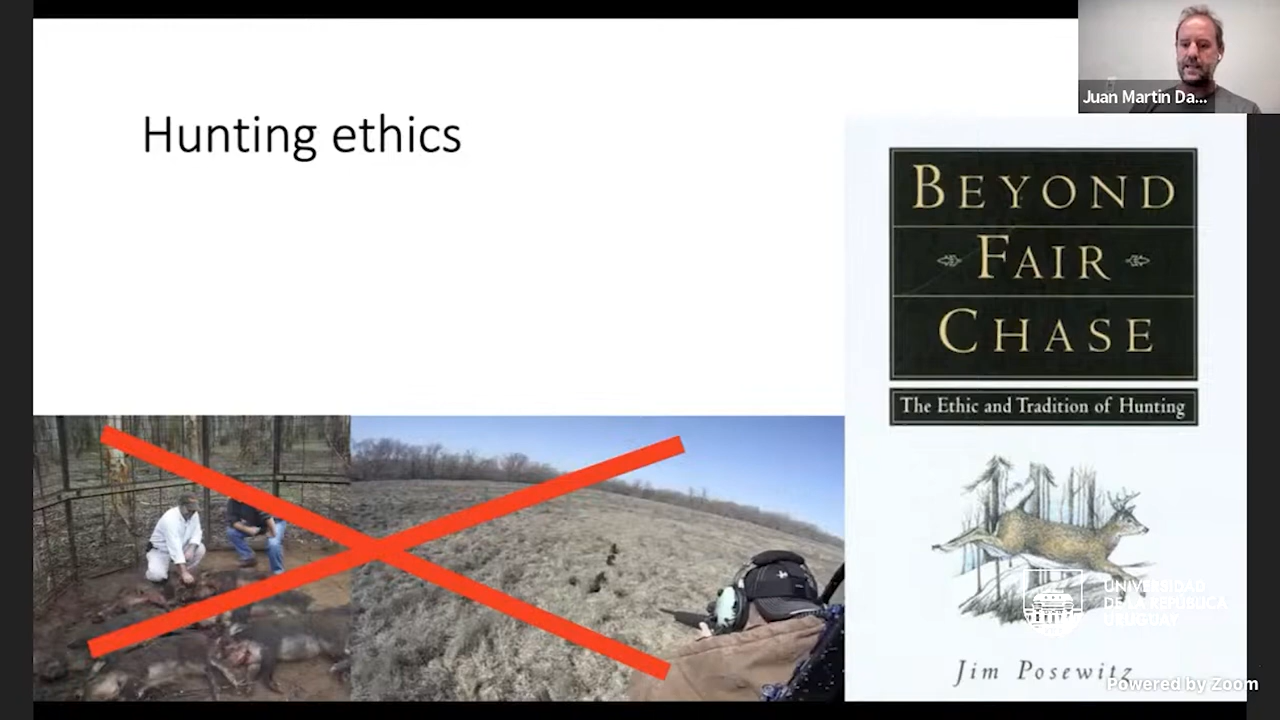 Juan Martin Da...
Hunting ethics
BEYOND
FAIR
CHASE
The Ethic and Tradition of Hunting
UNIVERSIDAD
DE LA REPÚBLICA
URUGUAY
Jim Posewitz
Powered by Zoom